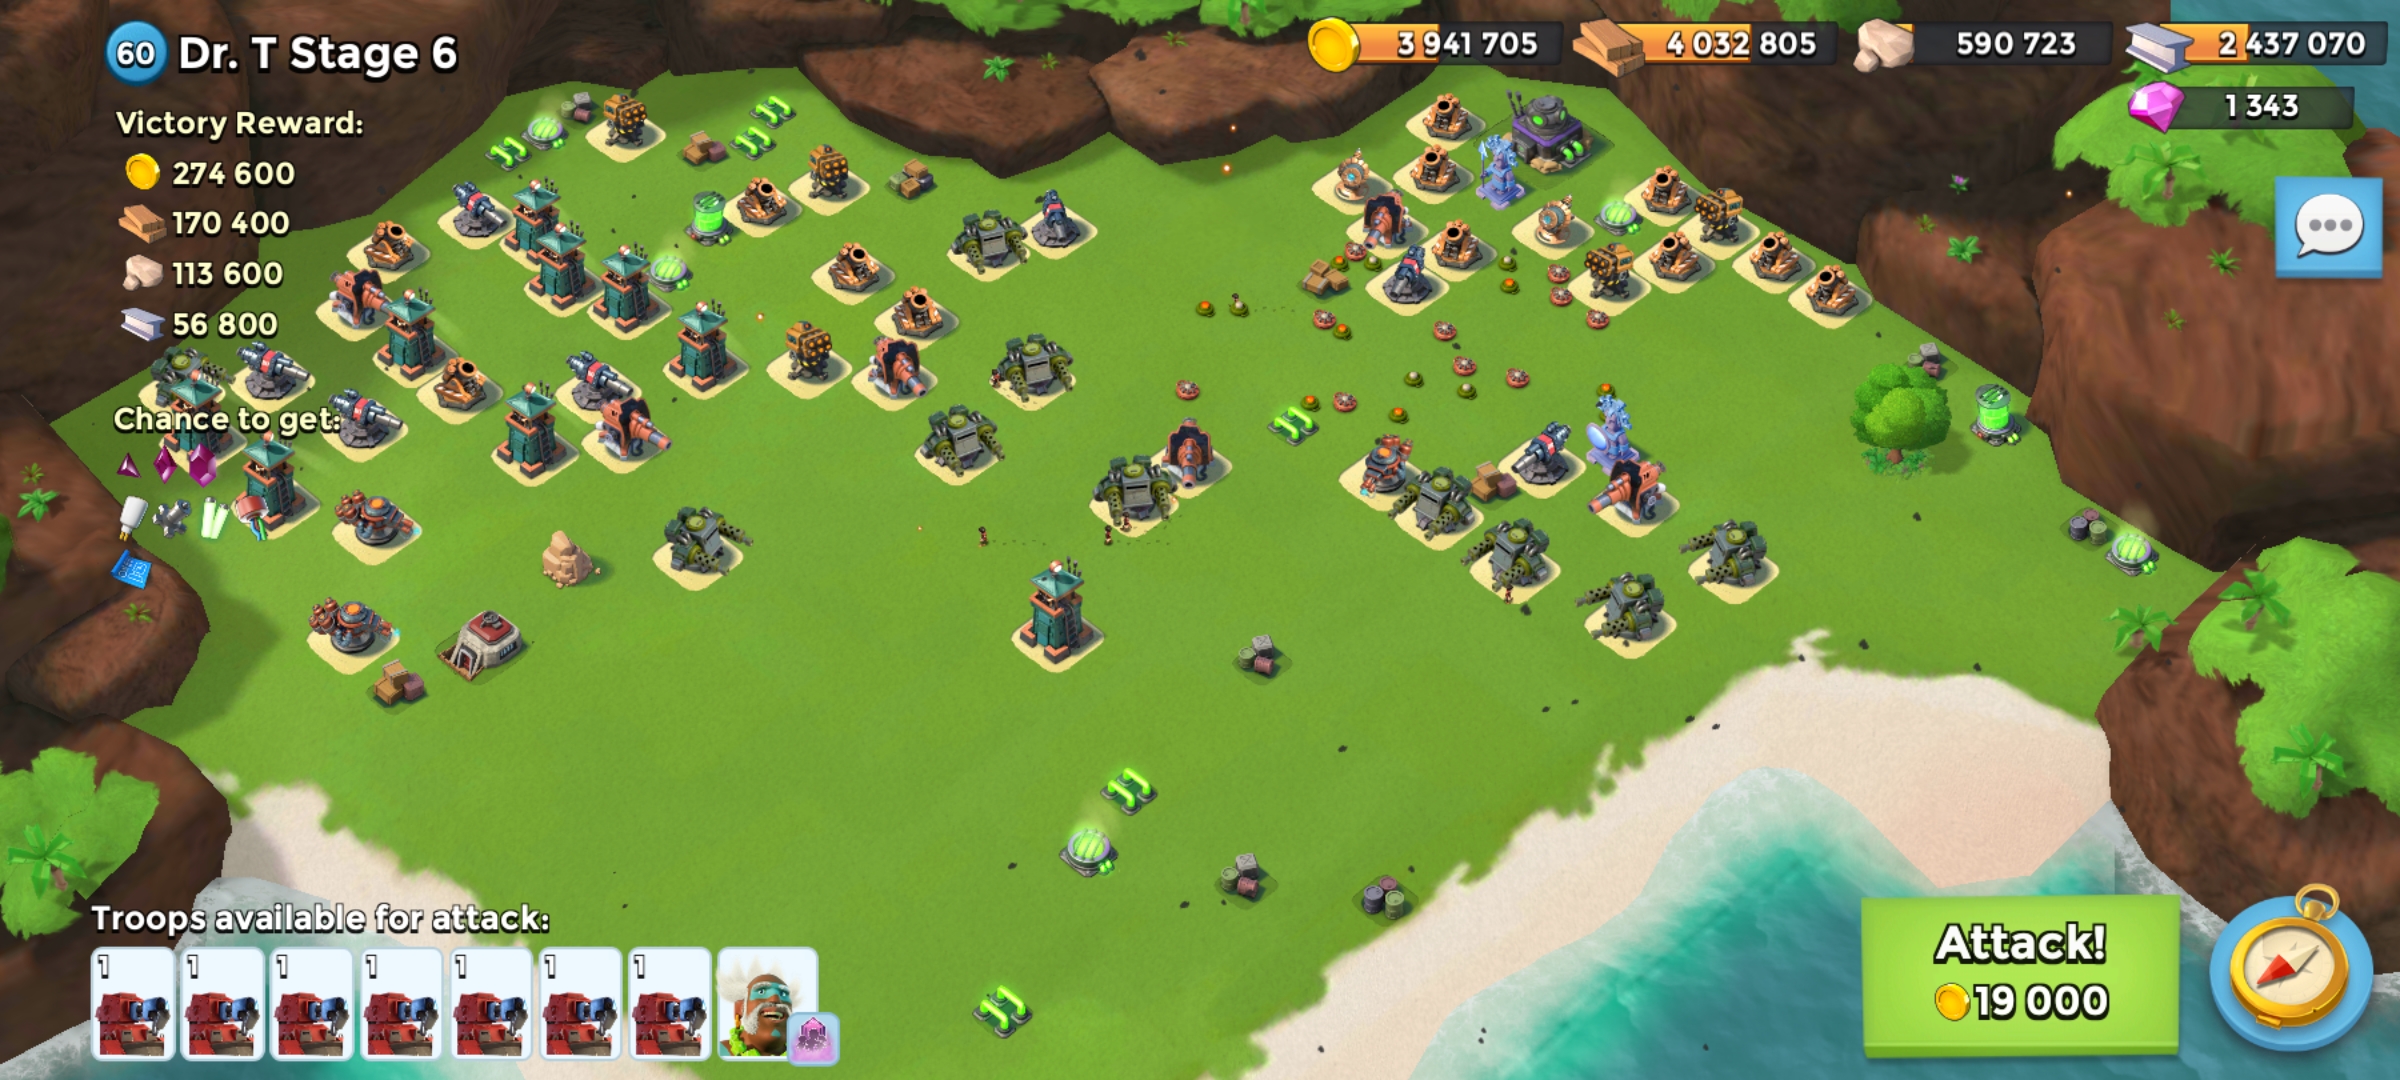 60 Dr. T Stage 6
3 941 705
4 032 805
590 723
2 437 070
1 343
Victory Reward:
274 600
170 400
113 600
56 800
Chance to get:
Troops available for attack:
1 1 1 1 1 1 1
Attack!
19 000